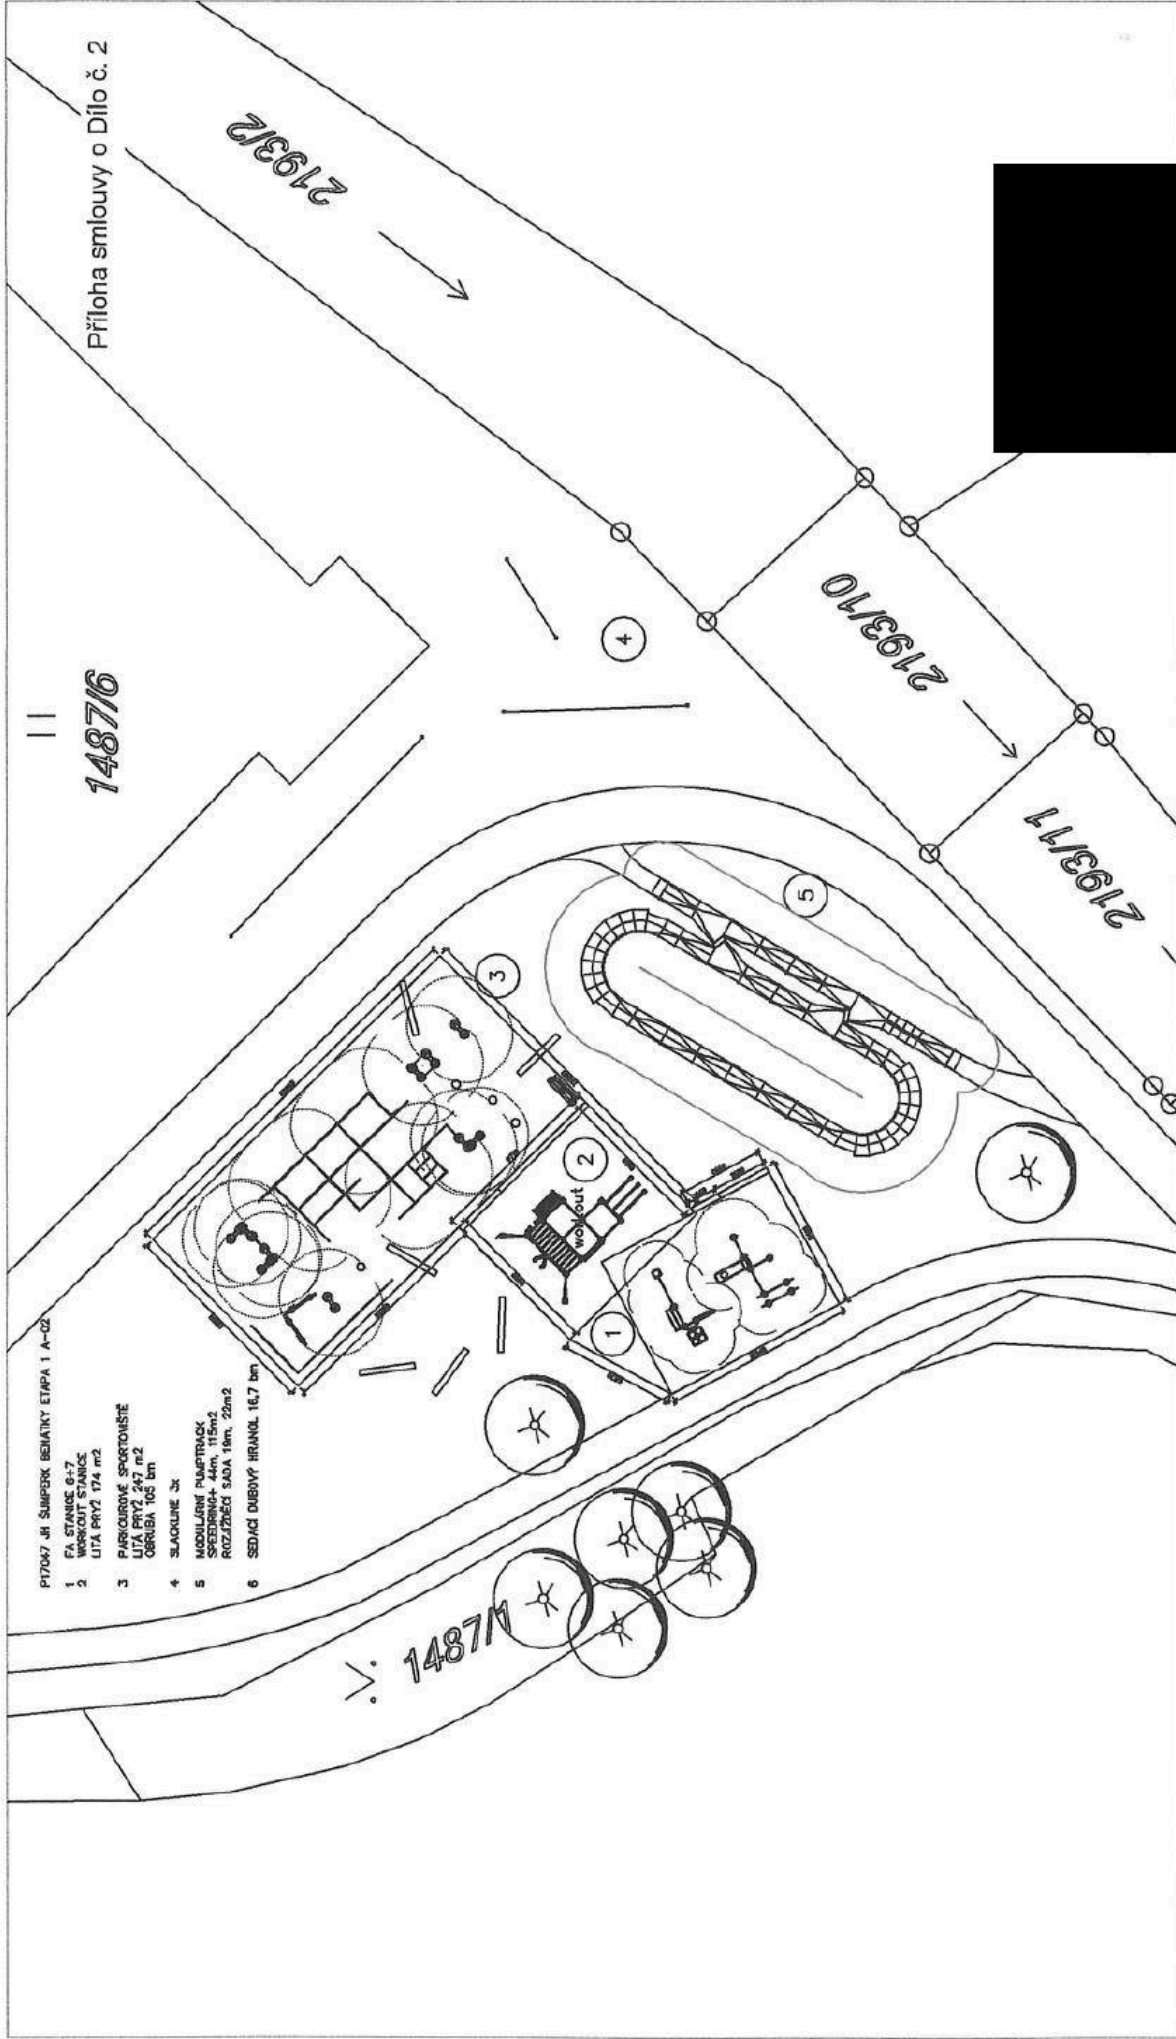 Příloha smlouvy o Dílo č. 2
P17047 JH ŠUMPERK BENÁTKY ETAPA 1 A-02
1 FA STANICE 6+7
2 WORKOUT STANICE
LITÁ PRYŽ 174 m2
3 PARKOUROVÉ SPORTOVIŠTĚ
LITÁ PRYŽ 247 m2
OBRUBA 105 bm
4 SLACKLINE 3x
5 MODULÁRNÍ PUMPTRACK
SPEEDRING+ 44m, 115m2
ROZJÍŽDĚCÍ SADA 19m, 22m2
6 SEDACÍ DUBOVÝ HRANOL 16,7 bm
1487/6
2193/2
3
4
2
workout
1
5
2193/10
2193/11
1487/1